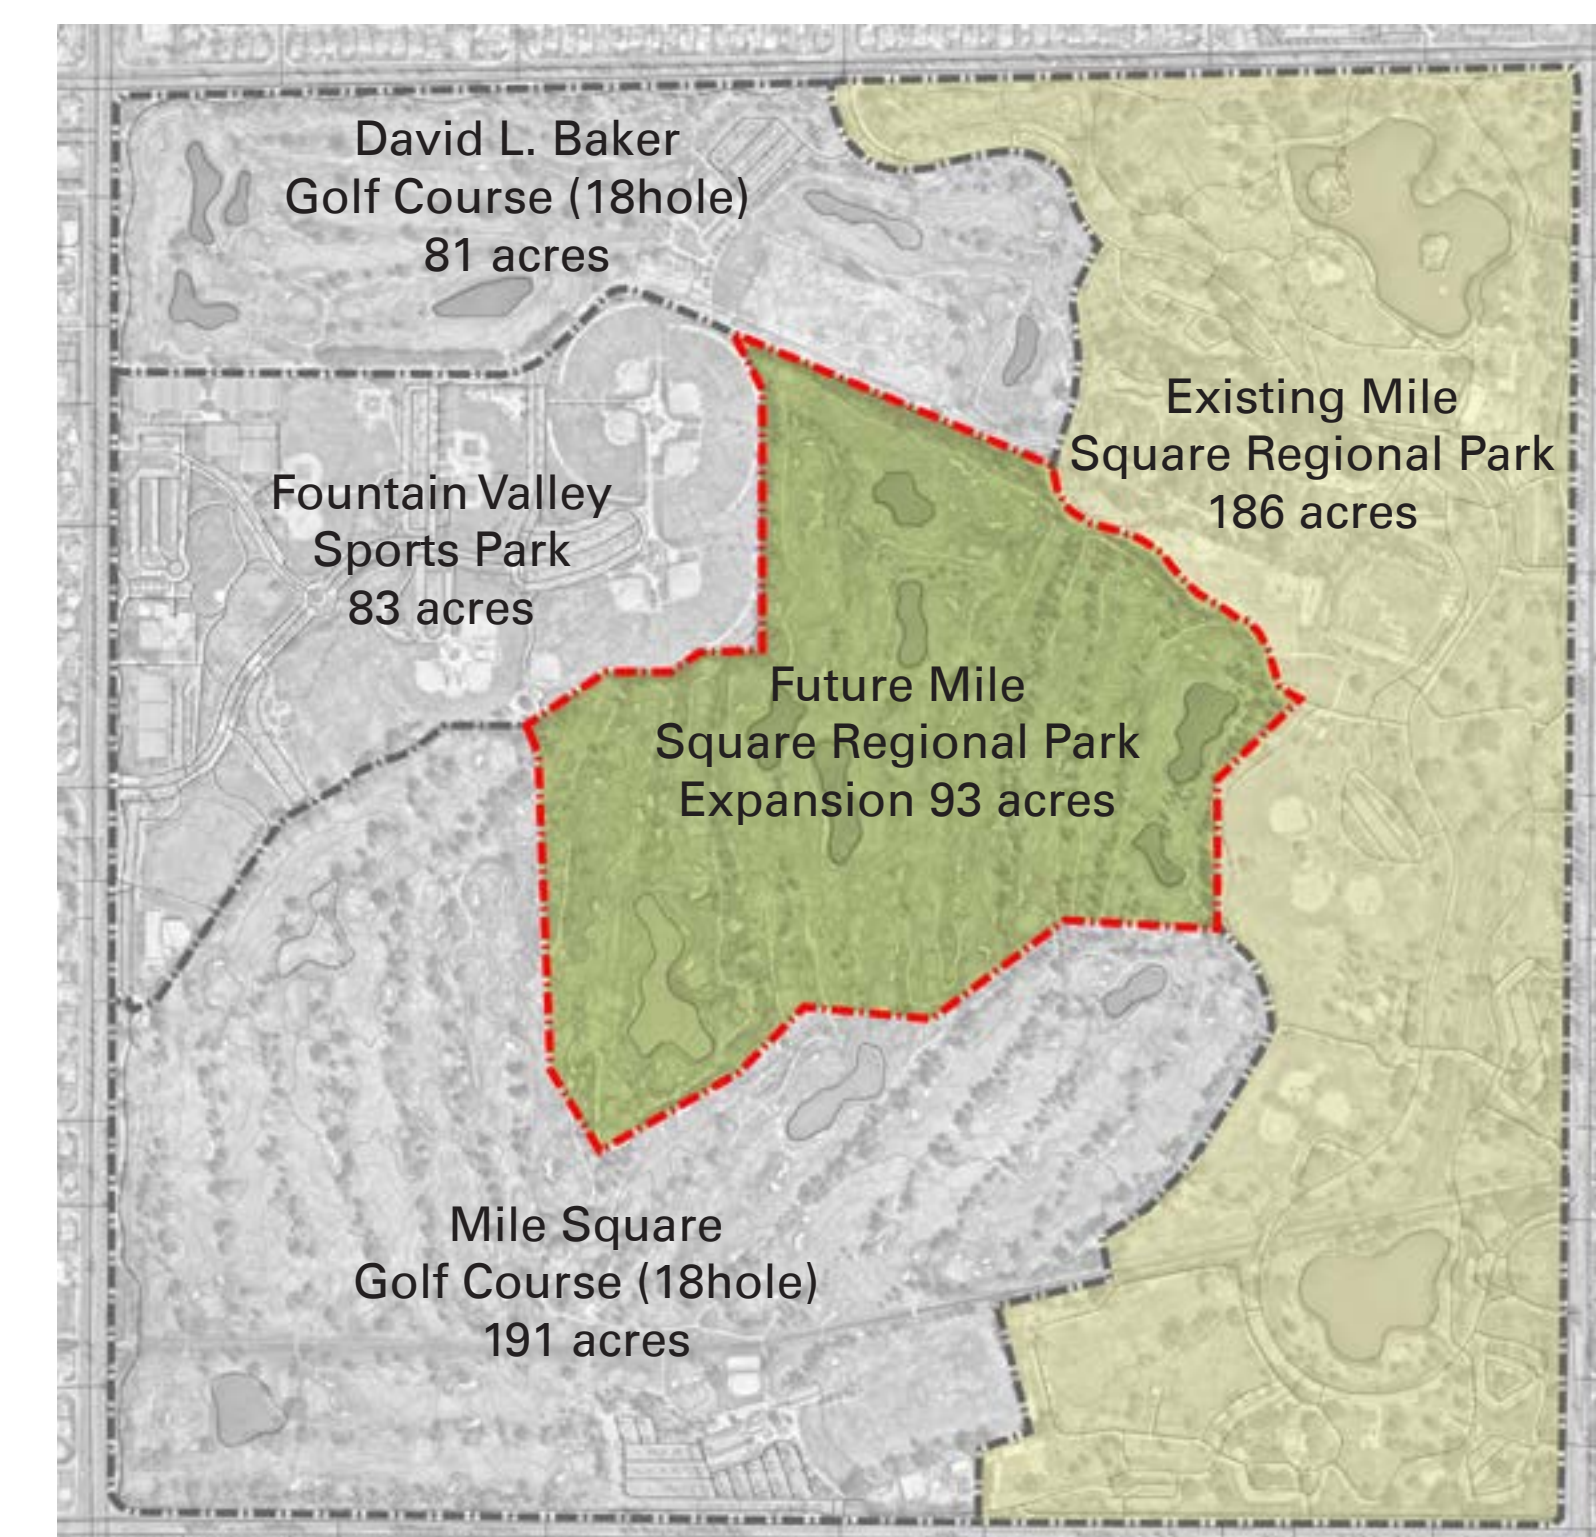 David L. Baker
Golf Course (18hole)
81 acres
Existing Mile
Square Regional Park
186 acres
Fountain Valley
Sports Park
83 acres
Future Mile
Square Regional Park
Expansion 93 acres
Mile Square
Golf Course (18hole)
191 acres